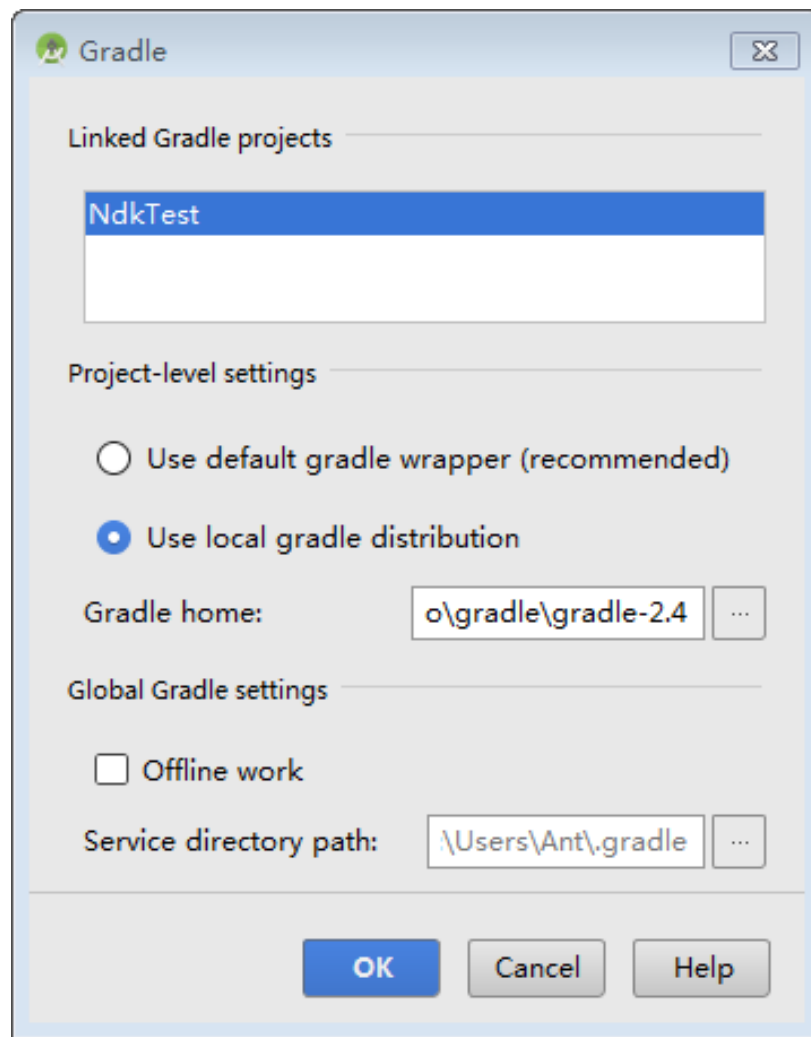 Gradle
Linked Gradle projects
NdkTest
Project-level settings
Use default gradle wrapper (recommended)
Use local gradle distribution
Gradle home: o\gradle\gradle-2.4 ...
Global Gradle settings
Offline work
Service directory path: :\Users\Ant\.gradle ...
OK Cancel Help